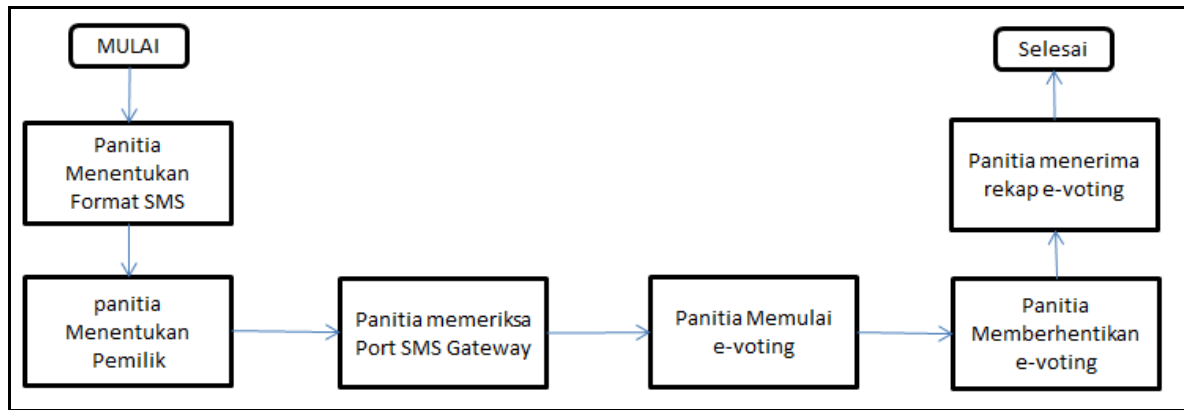 MULAI
Panitia
Menentukan
Format SMS
panitia
Menentukan
Pemilik
Panitia memeriksa
Port SMS Gateway
Panitia Memulai
e-voting
Panitia
Memberhentikan
e-voting
Panitia menerima
rekap e-voting
Selesai